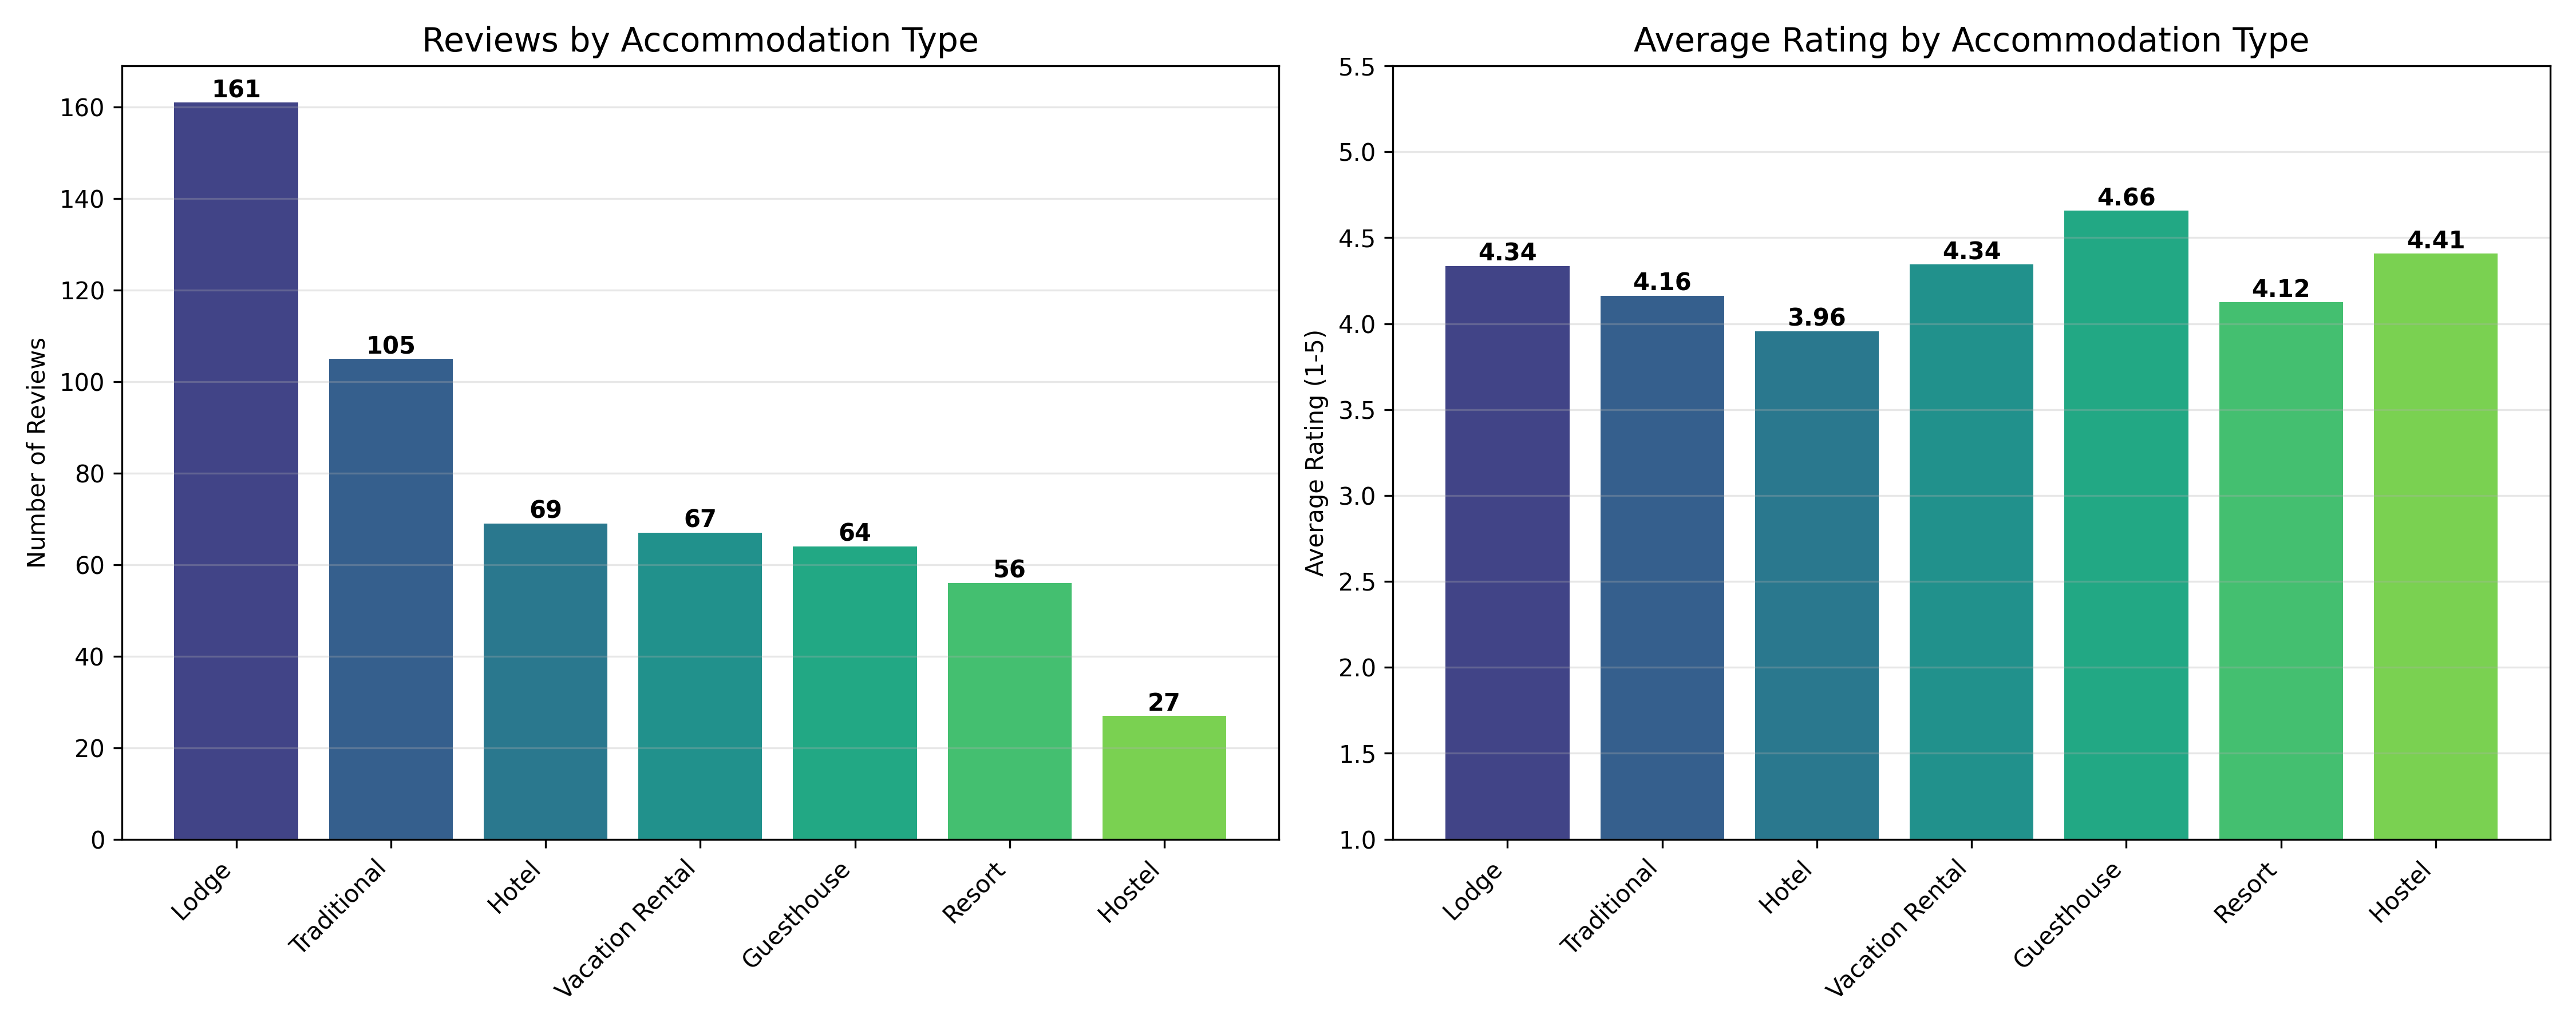 Reviews by Accommodation Type
Number of Reviews
160
140
120
100
80
60
40
20
0
161
105
69
67
64
56
27
Lodge
Traditional
Hotel
Vacation Rental
Guesthouse
Resort
Hostel
Average Rating by Accommodation Type
Average Rating (1-5)
5.5
5.0
4.5
4.0
3.5
3.0
2.5
2.0
1.5
1.0
4.34
4.16
3.96
4.34
4.66
4.12
4.41
Lodge
Traditional
Hotel
Vacation Rental
Guesthouse
Resort
Hostel